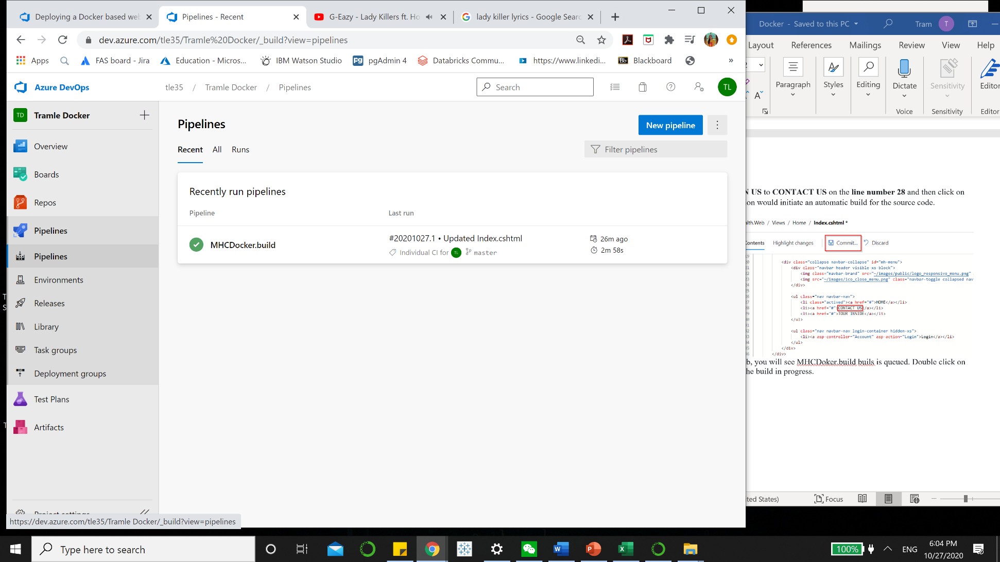 Deploying a Docker based web
Pipelines - Recent
G-Eazy - Lady Killers ft. Ho
lady killer lyrics - Google Searc
dev.azure.com/tle35/Tramle%20Docker/_build?view=pipelines
Apps
FAS board - Jira
Education - Micros...
IBM Watson Studio
pg
pgAdmin 4
Databricks Commu...
https://www.linkedi...
Bb
Blackboard
»
Azure DevOps
tle35 / Tramle Docker / Pipelines
Search
TL
TD
Tramle Docker
Overview
Boards
Repos
Pipelines
Pipelines
Environments
Releases
Library
Task groups
Deployment groups
Test Plans
Artifacts
Project settings
https://dev.azure.com/tle35/Tramle Docker/_build?view=pipelines
Pipelines
New pipeline
Recent
All
Runs
Filter pipelines
Recently run pipelines
Pipeline
Last run
MHCDocker.build
#20201027.1 • Updated Index.cshtml
Individual CI for TL master
26m ago
2m 58s
Docker - Saved to this PC
Tram
T
Layout
References
Mailings
Review
View
Help
Paragraph
Styles
Editing
Dictate
Sensitivity
Editor
Voice
Sensitivity
Editor
N US to CONTACT US on the line number 28 and then click on
on would initiate an automatic build for the source code.
alth.Web / Views / Home / Index.cshtml *
ontents
Highlight changes
Commit...
Discard
<div class="collapse navbar-collapse" id="mh-menu">
<div class="navbar-header visible-xs-block">
<img class="navbar-brand" src="~/images/public/logo_responsive_menu.png"
<img src="~/images/ico_close_menu.png" class="navbar-toggle collapsed nav
</div>
<ul class="nav navbar-nav">
<li class="actived"><a href="#">HOME</a></li>
<li><a href="#">CONTACT US</a></li>
<li><a href="#">TOUR INSIDE</a></li>
</ul>
<ul class="nav navbar-nav login-container hidden-xs">
<li><a asp-controller="Account" asp-action="Login">Login</a></li>
</ul>
</div>
</div>
b, you will see MHCDoker.build buils is queued. Double click on
he build in progress.
ted States)
Focus
Type here to search
100%
ENG
6:04 PM
10/27/2020